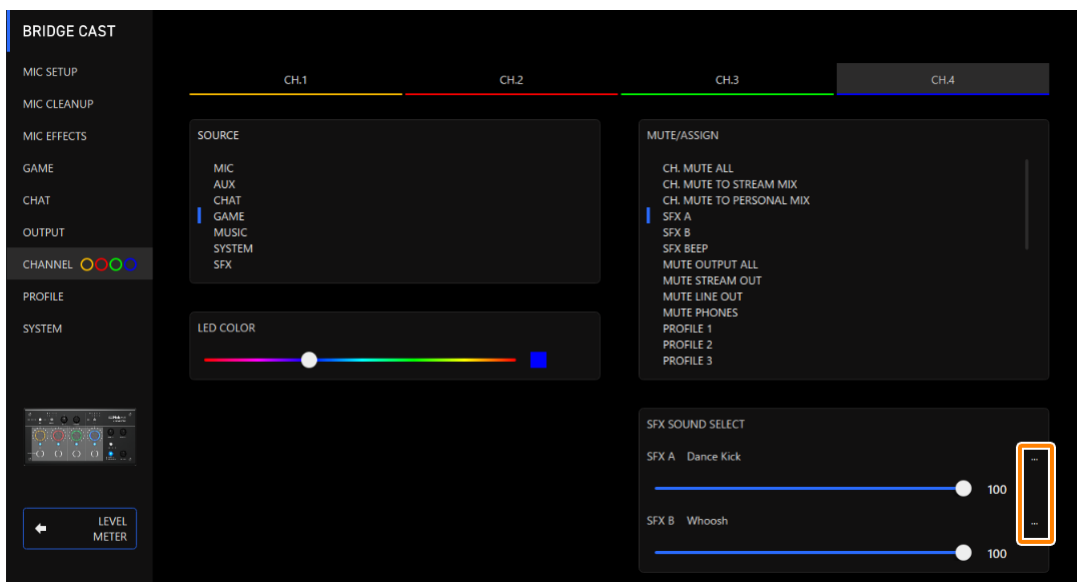 BRIDGE CAST
MIC SETUP
MIC CLEANUP
MIC EFFECTS
GAME
CHAT
OUTPUT
CHANNEL
PROFILE
SYSTEM
LEVEL
METER
CH.1 CH.2 CH.3 CH.4
SOURCE
MIC
AUX
CHAT
GAME
MUSIC
SYSTEM
SFX
LED COLOR
MUTE/ASSIGN
CH. MUTE ALL
CH. MUTE TO STREAM MIX
CH. MUTE TO PERSONAL MIX
SFX A
SFX B
SFX BEEP
MUTE OUTPUT ALL
MUTE STREAM OUT
MUTE LINE OUT
MUTE PHONES
PROFILE 1
PROFILE 2
PROFILE 3
SFX SOUND SELECT
SFX A Dance Kick ...
100
SFX B Whoosh ...
100